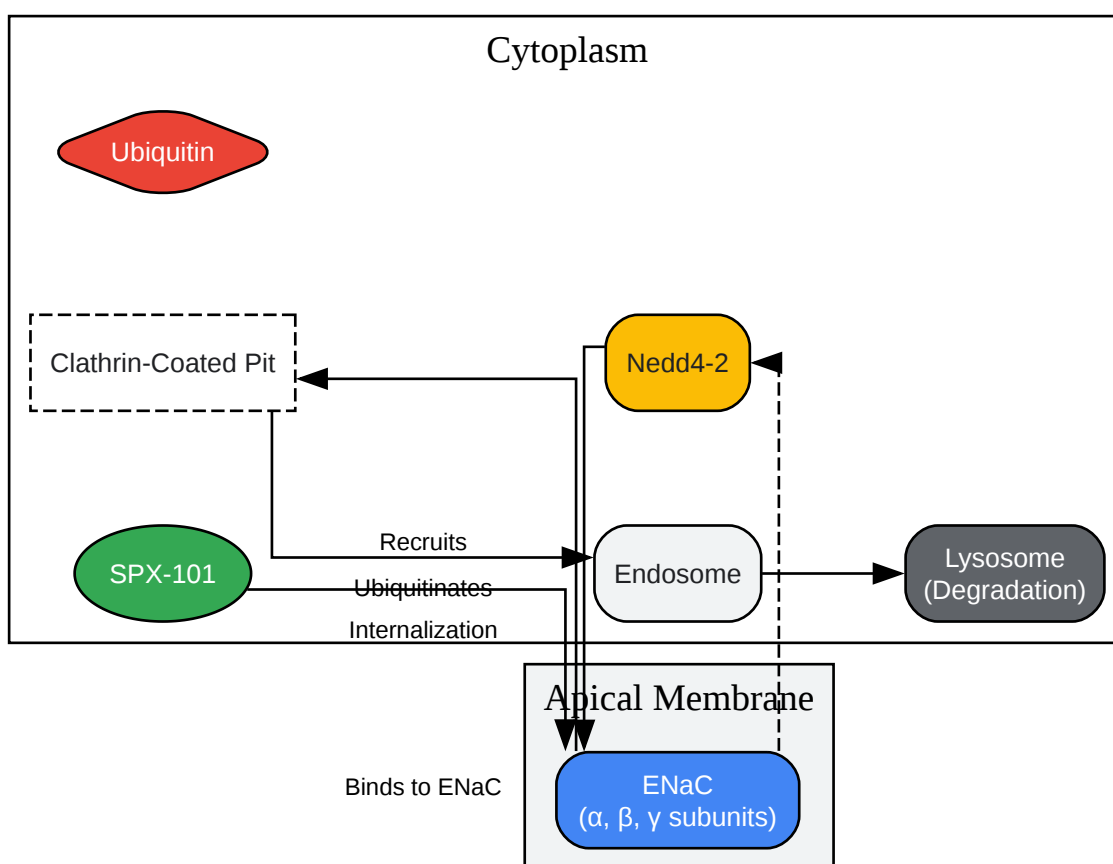 Cytoplasm
Ubiquitin
Clathrin-Coated Pit
Nedd4-2
Recruits
SPX-101
Ubiquitinates
Internalization
Endosome
Lysosome
(Degradation)
Apical Membrane
Binds to ENaC
ENaC
(α, β, γ subunits)